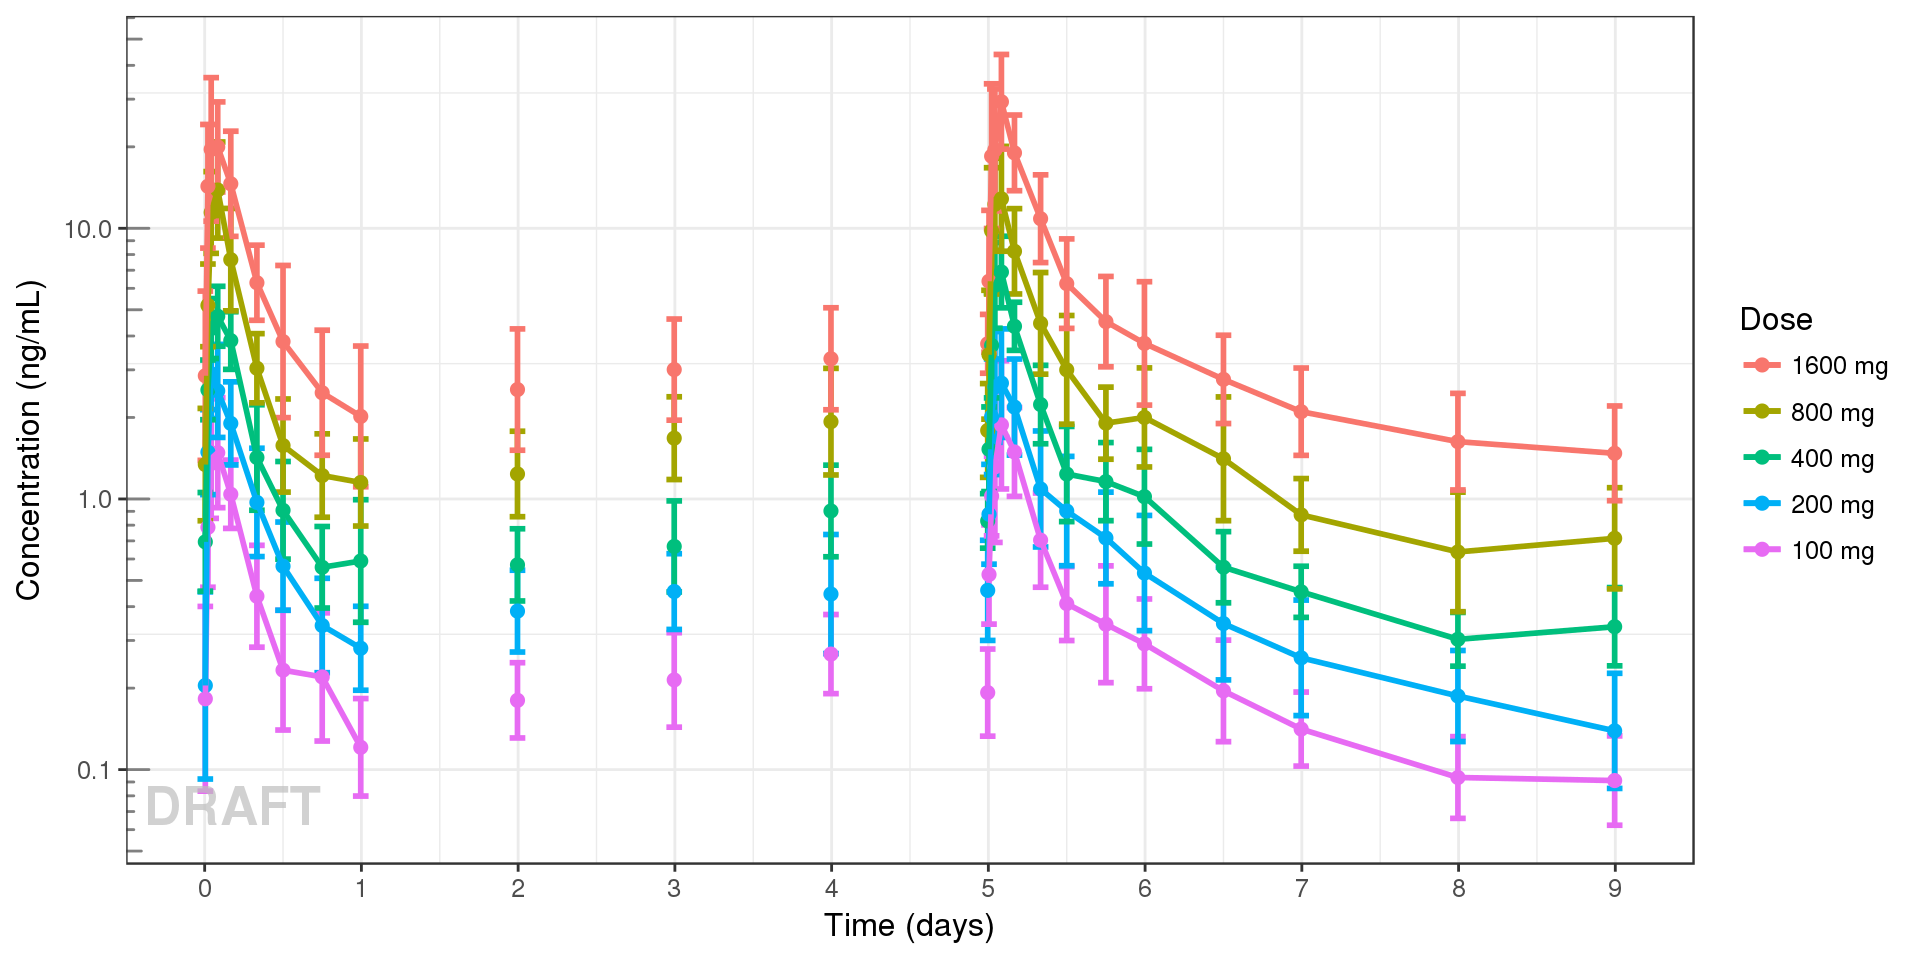 Concentration (ng/mL)
10.0
1.0
0.1
DRAFT
0 1 2 3 4 5 6 7 8 9
Time (days)
Dose
1600 mg
800 mg
400 mg
200 mg
100 mg